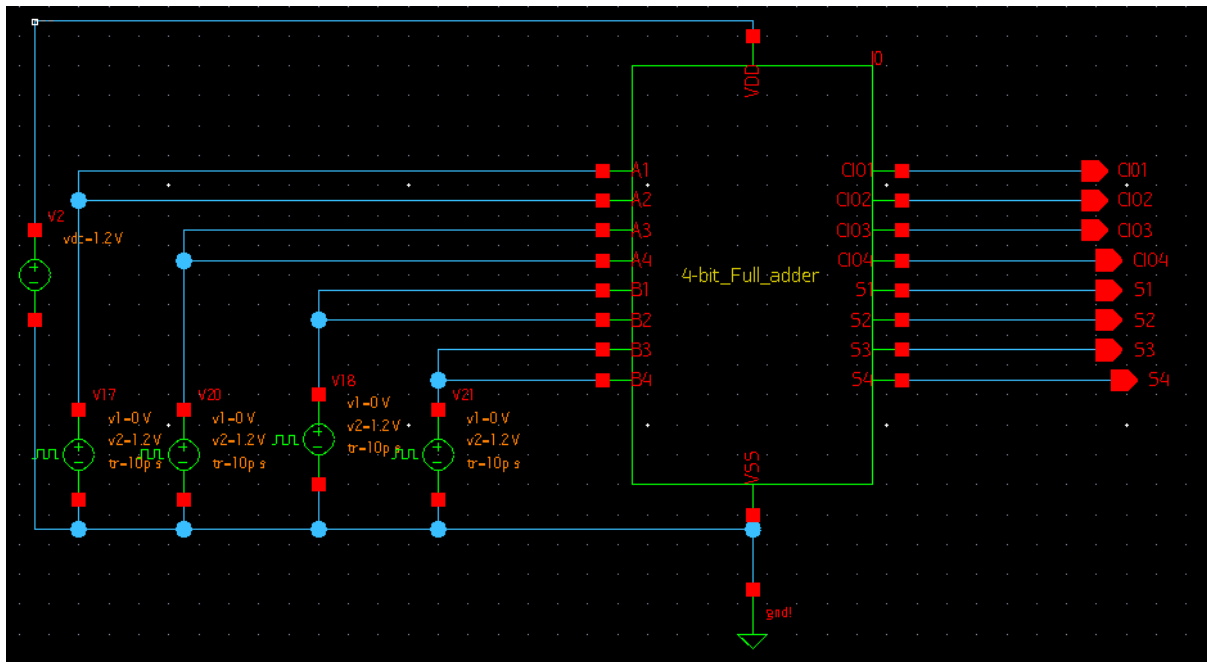 I0
VDD
A1
A2
A3
A4
B1
B2
B3
B4
4-bit_Full_adder
CIO1
CIO2
CIO3
CIO4
S1
S2
S3
S4
CIO1
CIO2
CIO3
CIO4
S1
S2
S3
S4
VSS
gnd!
V2
vdc=1.2 V
V17
v1=0 V
v2=1.2 V
tr=10p s
V20
v1=0 V
v2=1.2 V
tr=10p s
V18
v1=0 V
v2=1.2 V
tr=10p s
V21
v1=0 V
v2=1.2 V
tr=10p s